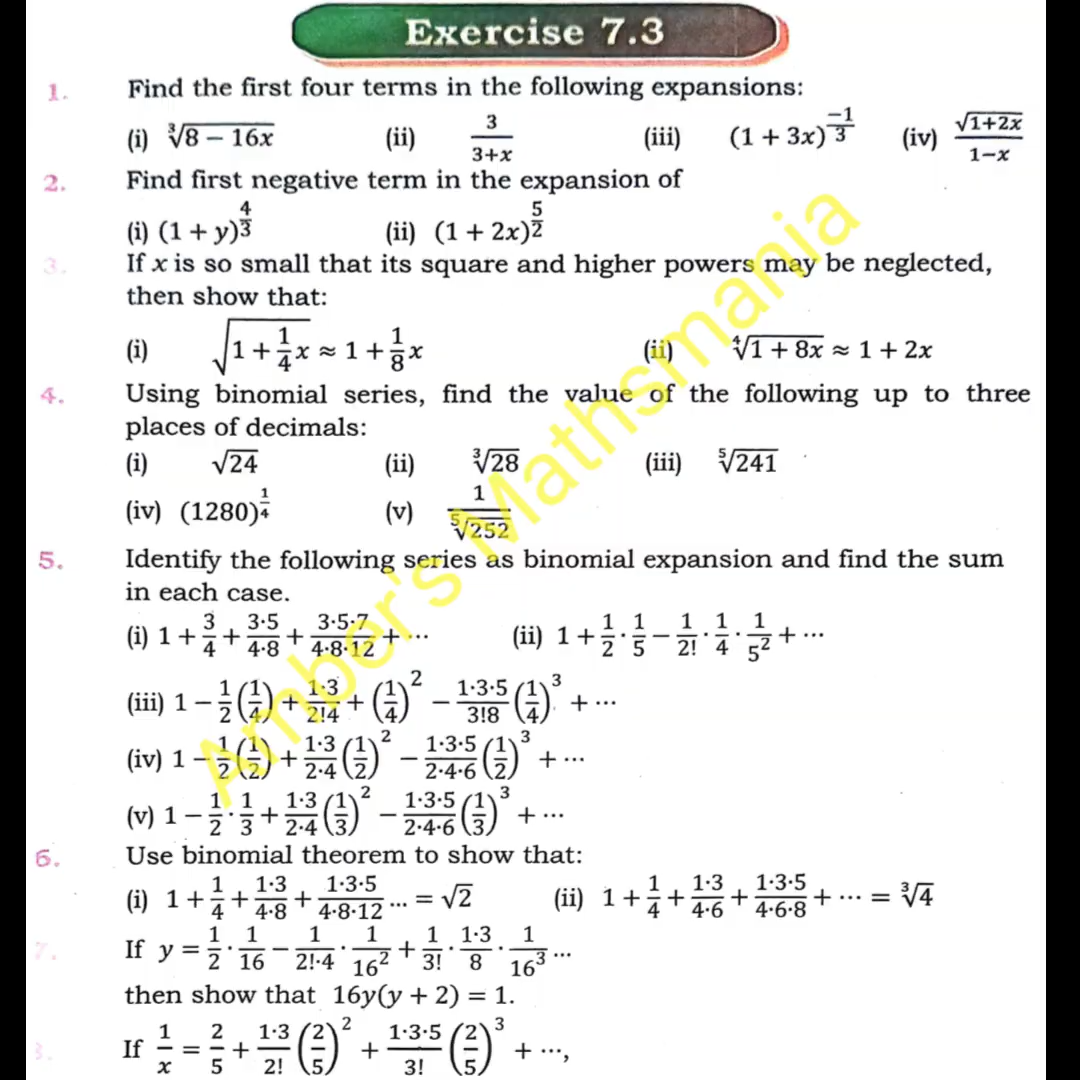 Exercise 7.3
1. Find the first four terms in the following expansions:
(i) ∛(8 − 16x) (ii) 3/(3+x) (iii) (1 + 3x)^(−1/3) (iv) √(1+2x)/(1−x)
2. Find first negative term in the expansion of
(i) (1 + y)^(4/3) (ii) (1 + 2x)^(5/2)
3. If x is so small that its square and higher powers may be neglected,
then show that:
(i) √(1 + 1/4 x) ≈ 1 + 1/8 x (ii) ∜(1 + 8x) ≈ 1 + 2x
4. Using binomial series, find the value of the following up to three
places of decimals:
(i) √24 (ii) ∛28 (iii) ⁵√241
(iv) (1280)^(1/4) (v) 1/⁵√252
5. Identify the following series as binomial expansion and find the sum
in each case.
(i) 1 + 3/4 + 3·5/4·8 + 3·5·7/4·8·12 + ··· (ii) 1 + 1/2 · 1/5 − 1/2! · 1/4 · 1/5² + ···
(iii) 1 − 1/2 (1/4) + 1·3/2!4 + (1/4)² − 1·3·5/3!8 (1/4)³ + ···
(iv) 1 − 1/2 (1/2) + 1·3/2·4 (1/2)² − 1·3·5/2·4·6 (1/2)³ + ···
(v) 1 − 1/2 · 1/3 + 1·3/2·4 (1/3)² − 1·3·5/2·4·6 (1/3)³ + ···
6. Use binomial theorem to show that:
(i) 1 + 1/4 + 1·3/4·8 + 1·3·5/4·8·12 ... = √2 (ii) 1 + 1/4 + 1·3/4·6 + 1·3·5/4·6·8 + ··· = ∛4
7. If y = 1/2 · 1/16 − 1/2!·4 · 1/16² + 1/3! · 1·3/8 · 1/16³ ...
then show that 16y(y + 2) = 1.
8. If 1/x = 2/5 + 1·3/2! (2/5)² + 1·3·5/3! (2/5)³ + ···,
Amber's Mathsmania